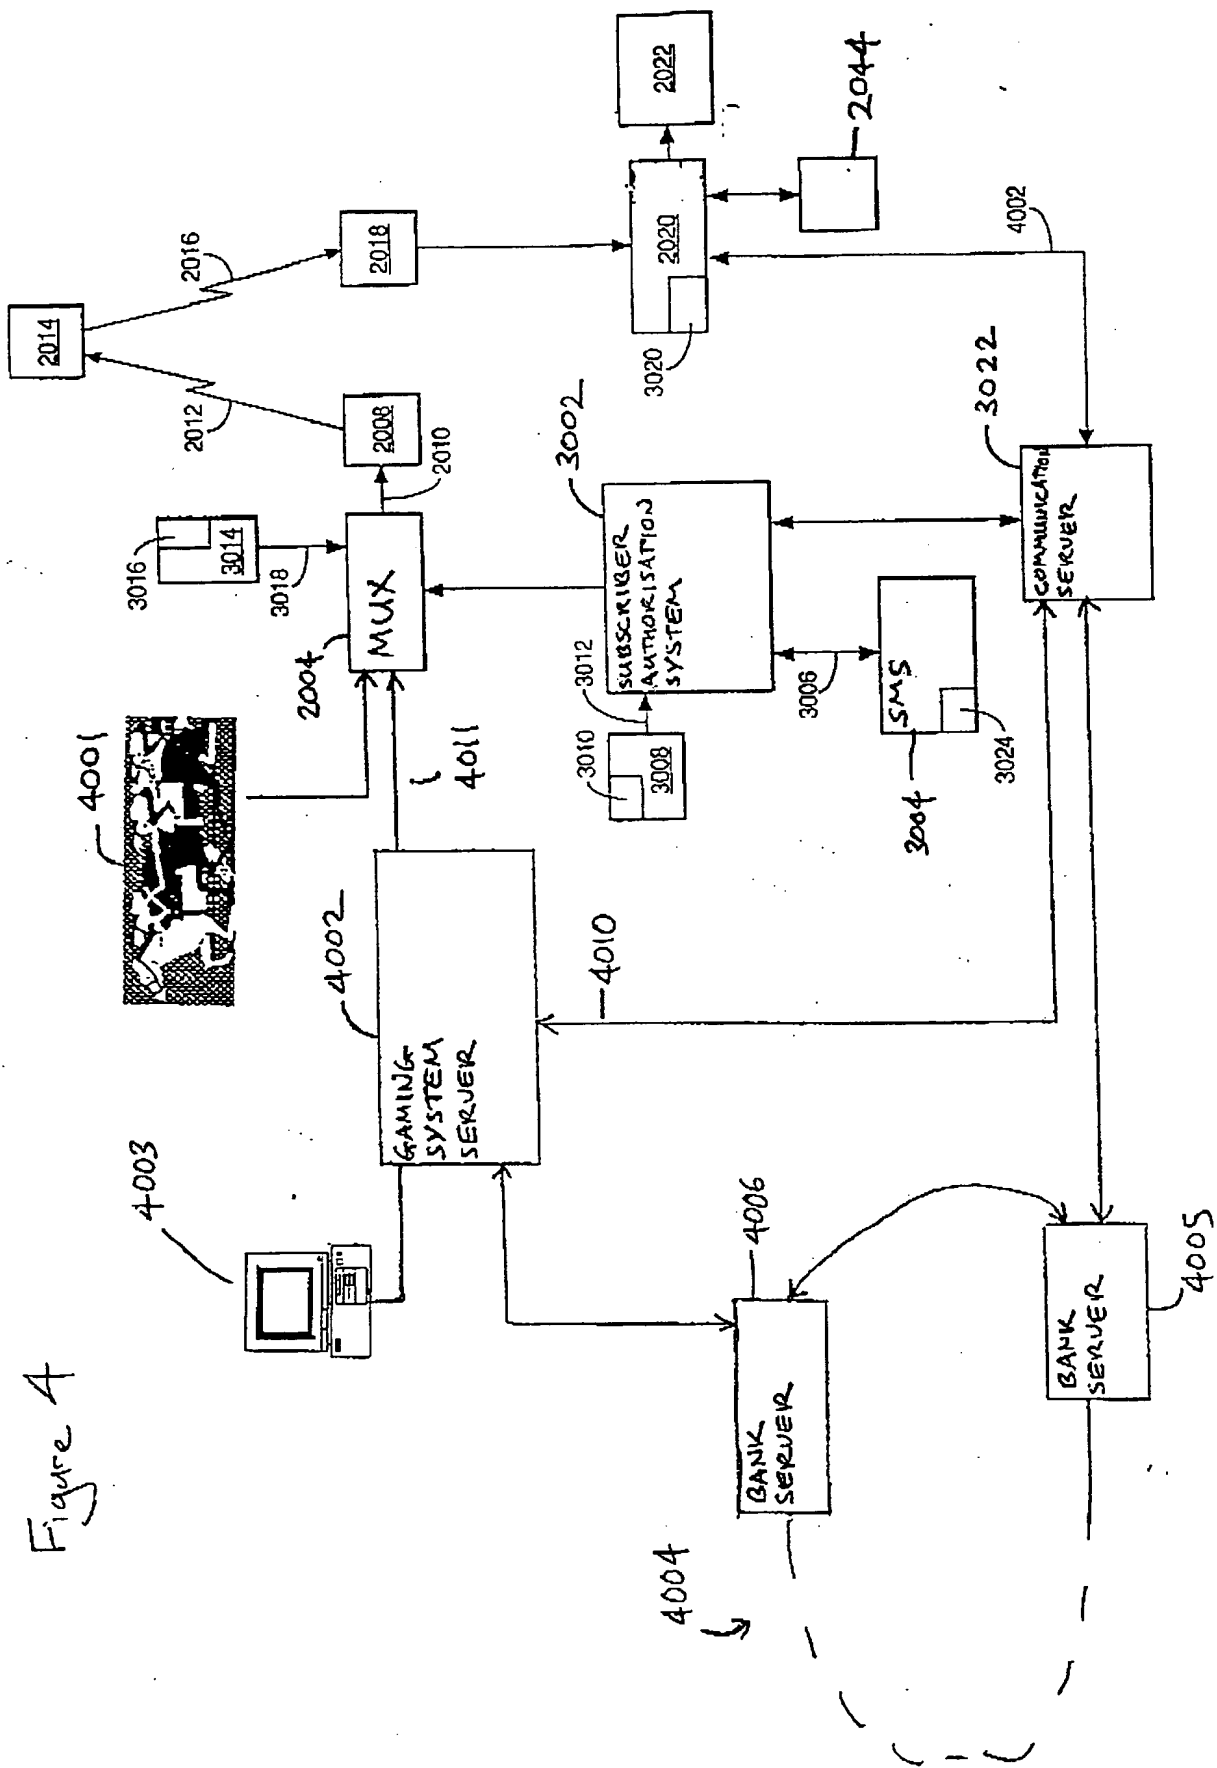 Figure 4
4003
4001
4002
GAMING
SYSTEM
SERVER
4011
4010
2004
MUX
3016
3014
3018
2010
2008
2012
2014
2016
2018
2022
2020
3020
2044
4002
3002
SUBSCRIBER
AUTHORISATION
SYSTEM
3012
3010
3008
3006
SMS
3004
3024
3022
COMMUNICATION
SERVER
4006
BANK
SERVER
4004
BANK
SERVER
4005